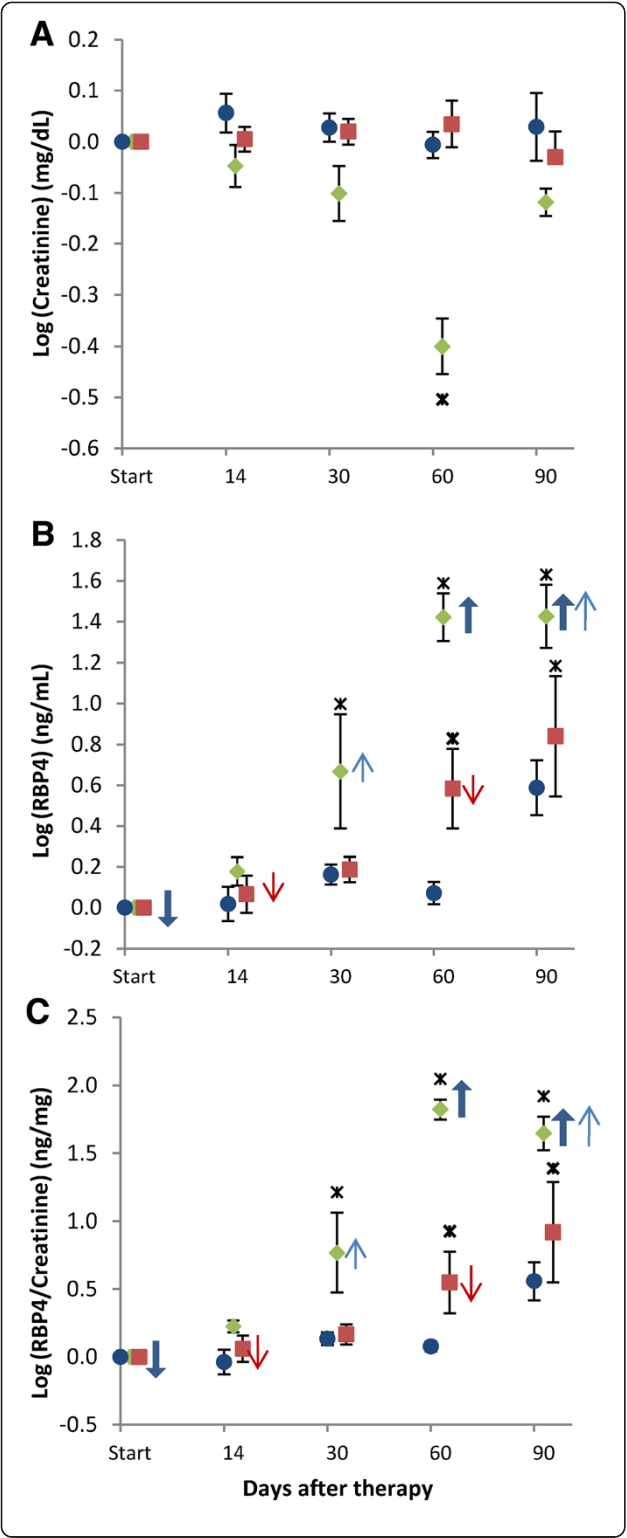 A
Log (Creatinine) (mg/dL)
0.2
0.1
0.0
-0.1
-0.2
-0.3
-0.4
-0.5
-0.6
Start 14 30 60 90
B
Log (RBP4) (ng/mL)
1.8
1.6
1.4
1.2
1.0
0.8
0.6
0.4
0.2
0.0
-0.2
Start 14 30 60 90
C
Log (RBP4/Creatinine) (ng/mg)
2.5
2.0
1.5
1.0
0.5
0.0
-0.5
Start 14 30 60 90
Days after therapy